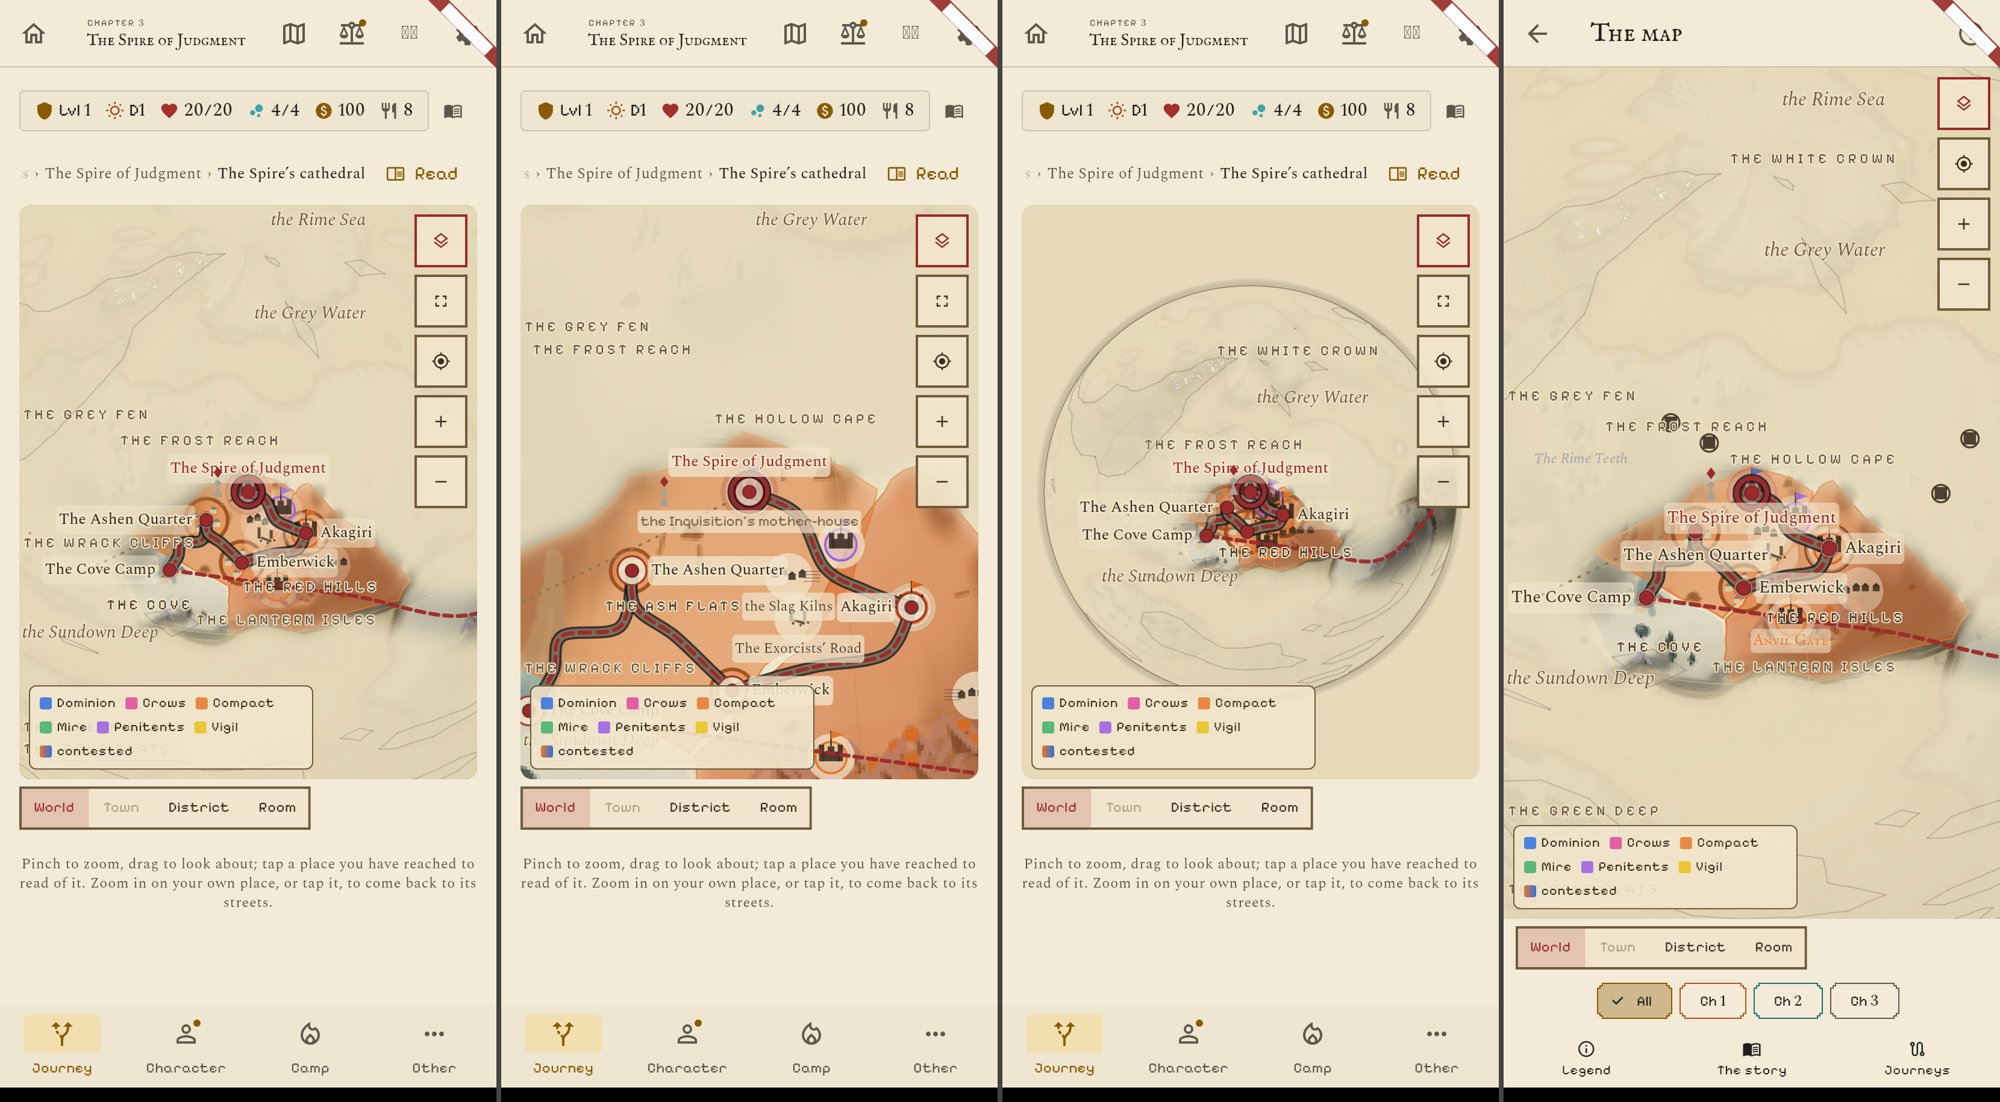 CHAPTER 3
The Spire of Judgment
Lvl 1 D1 20/20 4/4 100 8
s › The Spire of Judgment › The Spire's cathedral Read
the Rime Sea
the Grey Water
THE GREY FEN
THE FROST REACH
The Spire of Judgment
The Ashen Quarter
Akagiri
THE WRACK CLIFFS
Emberwick
The Cove Camp
THE RED HILLS
THE COVE
THE LANTERN ISLES
the Sundown Deep
Dominion Crows Compact
Mire Penitents Vigil
contested
World Town District Room
Pinch to zoom, drag to look about; tap a place you have reached to
read of it. Zoom in on your own place, or tap it, to come back to its
streets.
Journey Character Camp Other
CHAPTER 3
The Spire of Judgment
Lvl 1 D1 20/20 4/4 100 8
s › The Spire of Judgment › The Spire's cathedral Read
the Grey Water
THE GREY FEN
THE FROST REACH
THE HOLLOW CAPE
The Spire of Judgment
the Inquisition's mother-house
The Ashen Quarter
THE ASH FLATS the Slag Kilns Akagiri
The Exorcists' Road
THE WRACK CLIFFS
Emberwick
The Cove Camp
the Sundown Deep
Dominion Crows Compact
Mire Penitents Vigil
contested
World Town District Room
Pinch to zoom, drag to look about; tap a place you have reached to
read of it. Zoom in on your own place, or tap it, to come back to its
streets.
Journey Character Camp Other
CHAPTER 3
The Spire of Judgment
Lvl 1 D1 20/20 4/4 100 8
s › The Spire of Judgment › The Spire's cathedral Read
THE WHITE CROWN
the Grey Water
THE FROST REACH
The Spire of Judgment
The Ashen Quarter
Akagiri
The Cove Camp
THE RED HILLS
the Sundown Deep
Dominion Crows Compact
Mire Penitents Vigil
contested
World Town District Room
Pinch to zoom, drag to look about; tap a place you have reached to
read of it. Zoom in on your own place, or tap it, to come back to its
streets.
Journey Character Camp Other
The map
the Rime Sea
THE WHITE CROWN
the Grey Water
THE GREY FEN
THE FROST REACH
The Rime Teeth
THE HOLLOW CAPE
The Spire of Judgment
The Ashen Quarter
Akagiri
Emberwick
The Cove Camp
THE RED HILLS
Anvil Gate
THE COVE
THE LANTERN ISLES
the Sundown Deep
THE GREEN DEEP
Dominion Crows Compact
Mire Penitents Vigil
contested
World Town District Room
All Ch 1 Ch 2 Ch 3
Legend The story Journeys